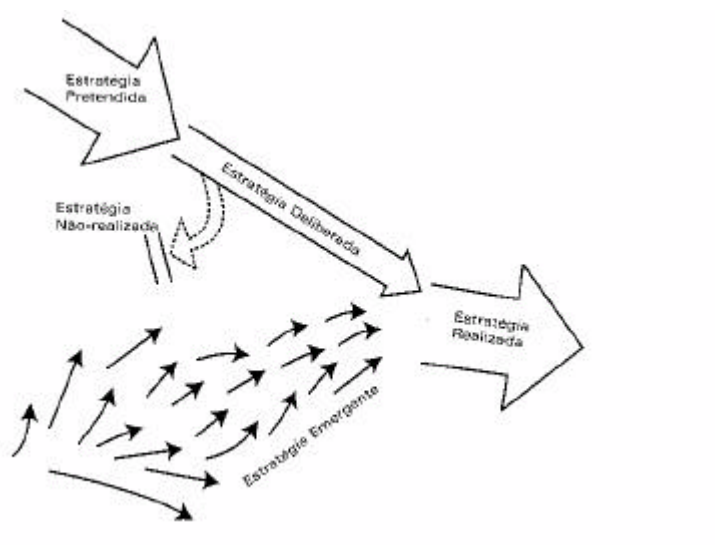 Estratégia
Pretendida
Estratégia Deliberada
Estratégia
Não-realizada
Estratégia
Realizada
Estratégia Emergente